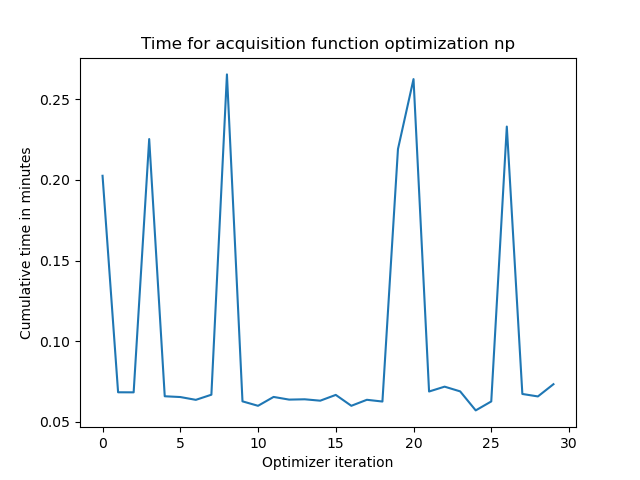 Time for acquisition function optimization np
Cumulative time in minutes
0.25
0.20
0.15
0.10
0.05
0 5 10 15 20 25 30
Optimizer iteration